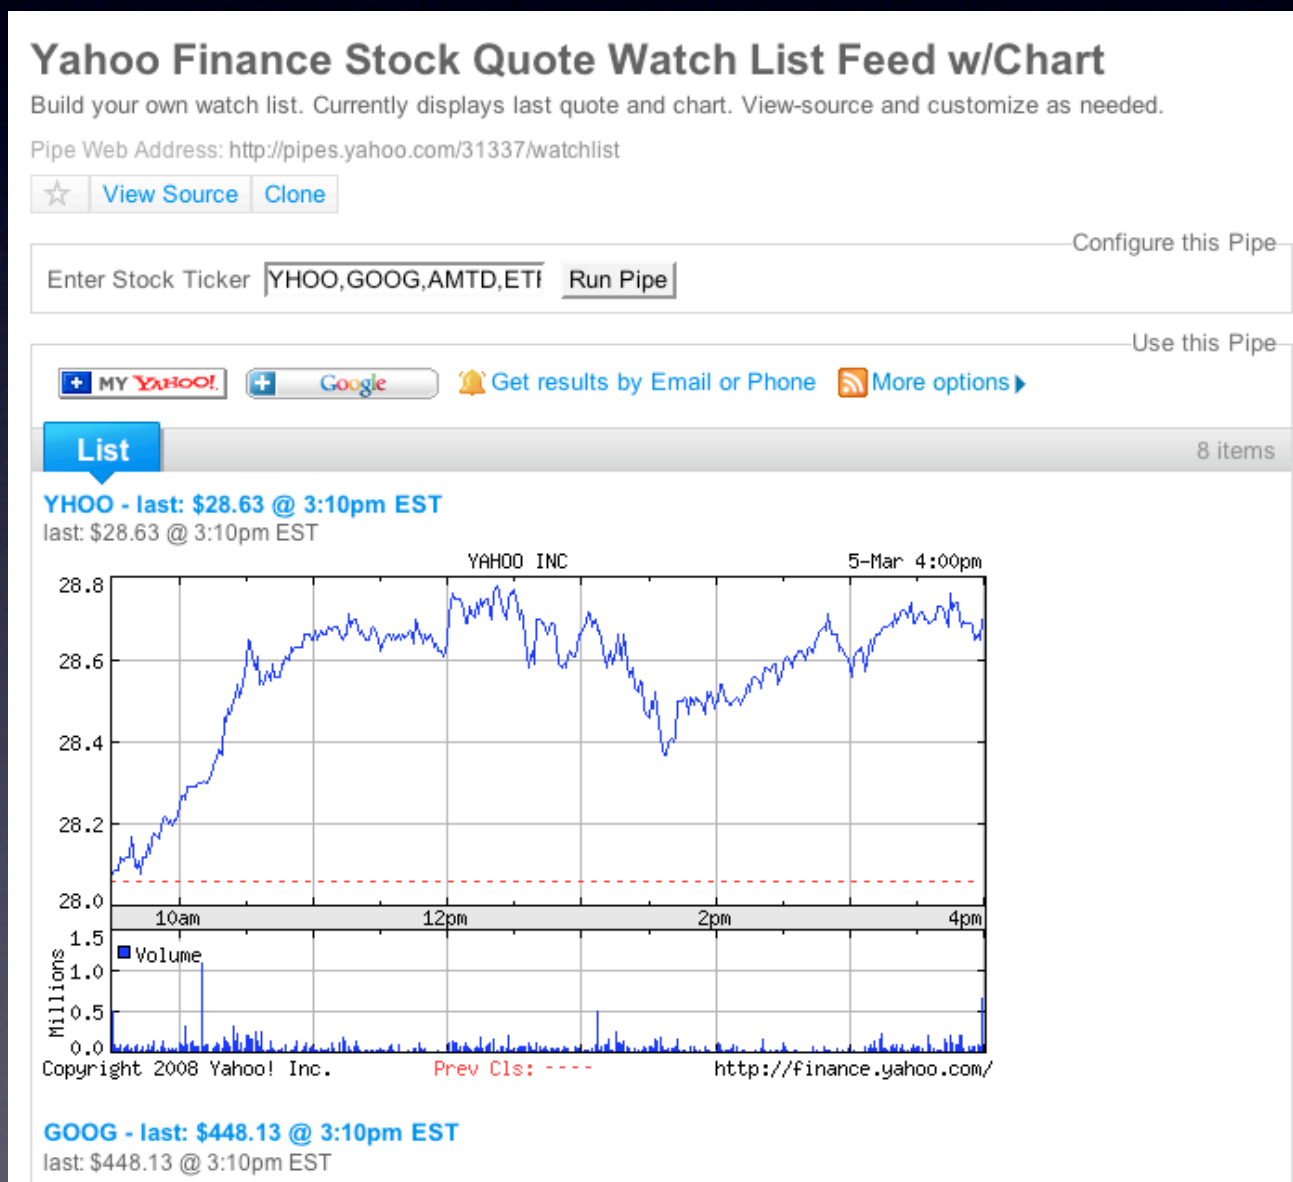 Yahoo Finance Stock Quote Watch List Feed w/Chart
Build your own watch list. Currently displays last quote and chart. View-source and customize as needed.
Pipe Web Address: http://pipes.yahoo.com/31337/watchlist
View Source Clone
Configure this Pipe
Enter Stock Ticker YHOO,GOOG,AMTD,ETF Run Pipe
Use this Pipe
MY YAHOO! Google Get results by Email or Phone More options
List 8 items
YHOO - last: $28.63 @ 3:10pm EST
last: $28.63 @ 3:10pm EST
YAHOO INC 5-Mar 4:00pm
28.8
28.6
28.4
28.2
28.0
10am 12pm 2pm 4pm
1.5
Volume
1.0
Millions
0.5
0.0
Copyright 2008 Yahoo! Inc. Prev Cls: ---- http://finance.yahoo.com/
GOOG - last: $448.13 @ 3:10pm EST
last: $448.13 @ 3:10pm EST